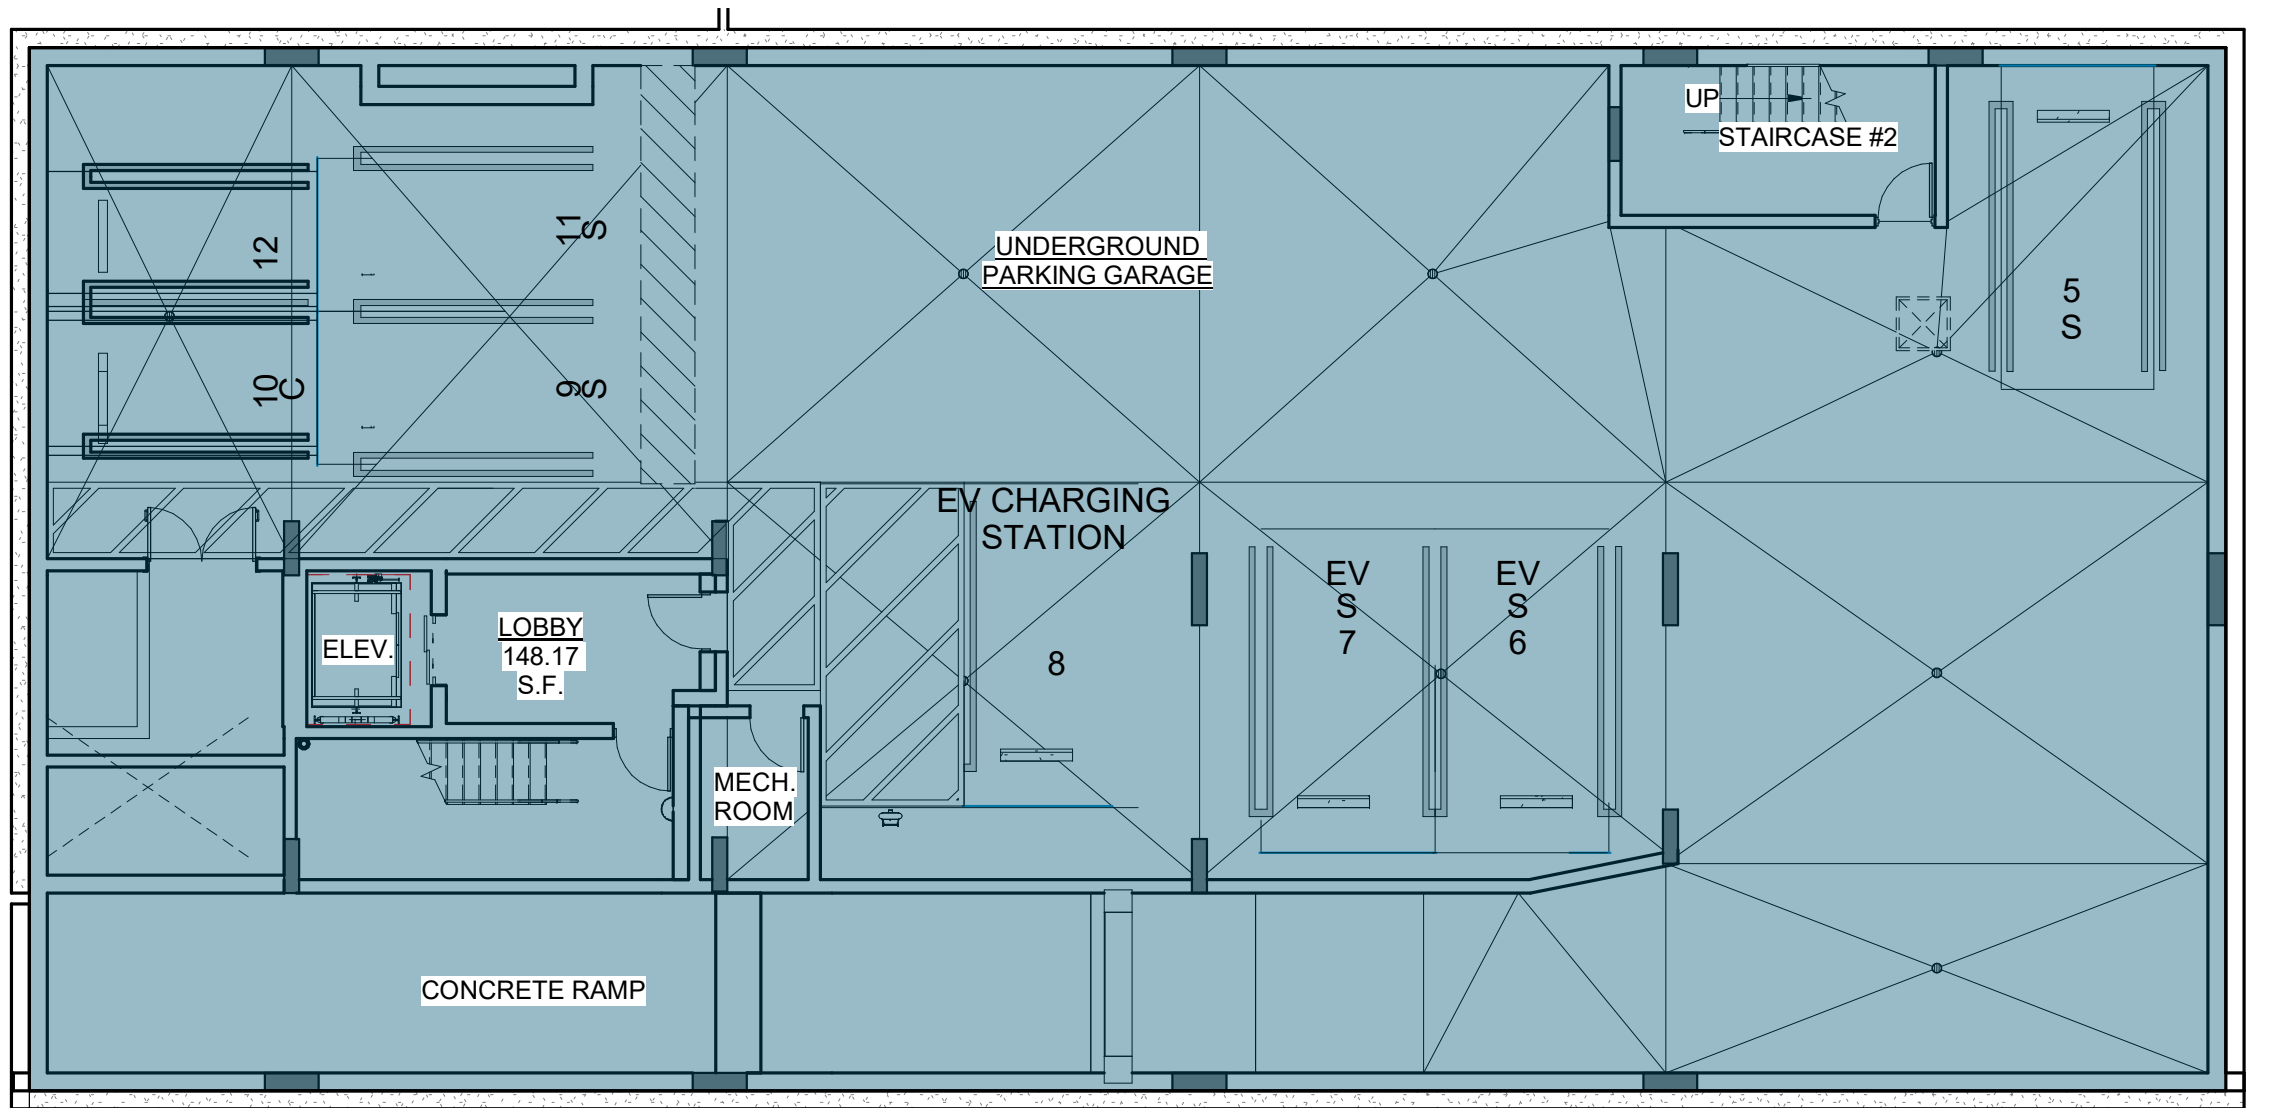 UP
STAIRCASE #2
12
11
S
UNDERGROUND
PARKING GARAGE
5
S
10
C
9
S
EV CHARGING
STATION
EV
S
7
EV
S
6
LOBBY
148.17
S.F.
ELEV.
8
MECH.
ROOM
CONCRETE RAMP